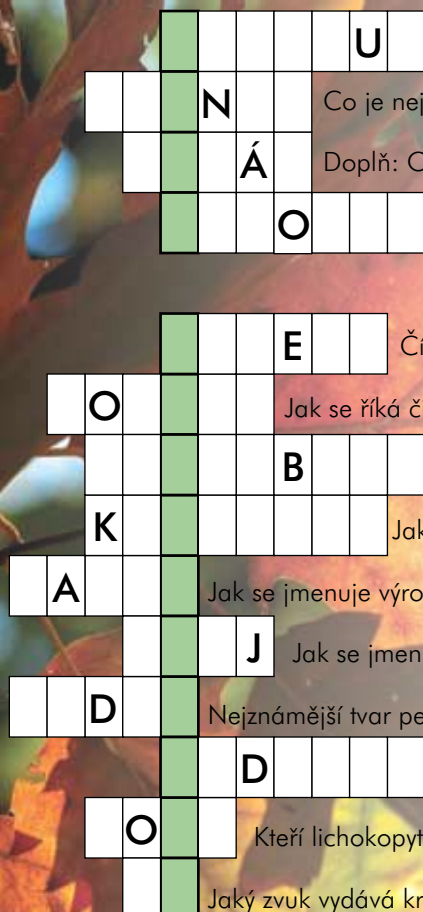 U
N Co je nej
Á Doplň: O
O
E Čí
O Jak se říká č
B
K Jak
A Jak se jmenuje výro
J Jak se jmen
D Nejznámější tvar pe
D
O Kteří lichokopyt
Jaký zvuk vydává kr